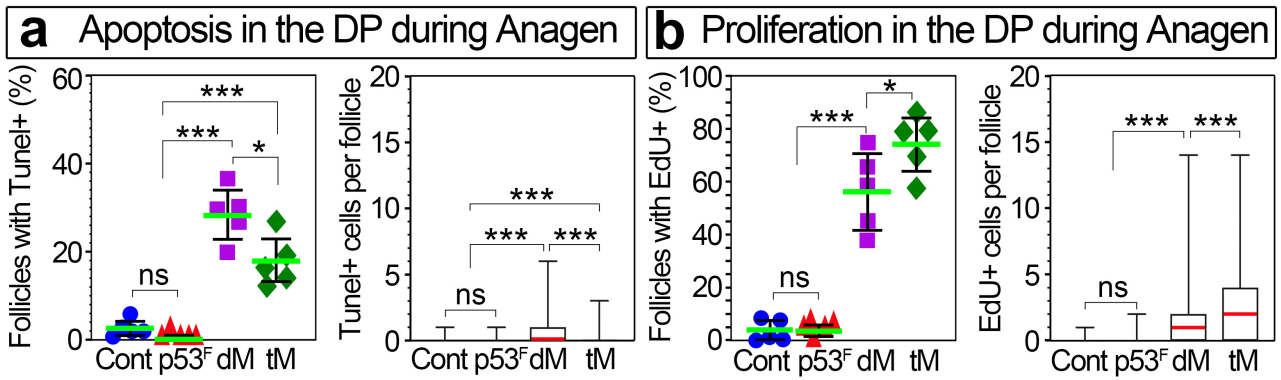 a Apoptosis in the DP during Anagen
Follicles with Tunel+ (%)
60
40
20
0
***
***
*
ns
Cont p53F dM tM
Tunel+ cells per follicle
20
15
10
5
0
***
*** ***
ns
Cont p53F dM tM
b Proliferation in the DP during Anagen
Follicles with EdU+ (%)
100
80
60
40
20
0
*
***
ns
Cont p53F dM tM
EdU+ cells per follicle
20
15
10
5
0
*** ***
ns
Cont p53F dM tM